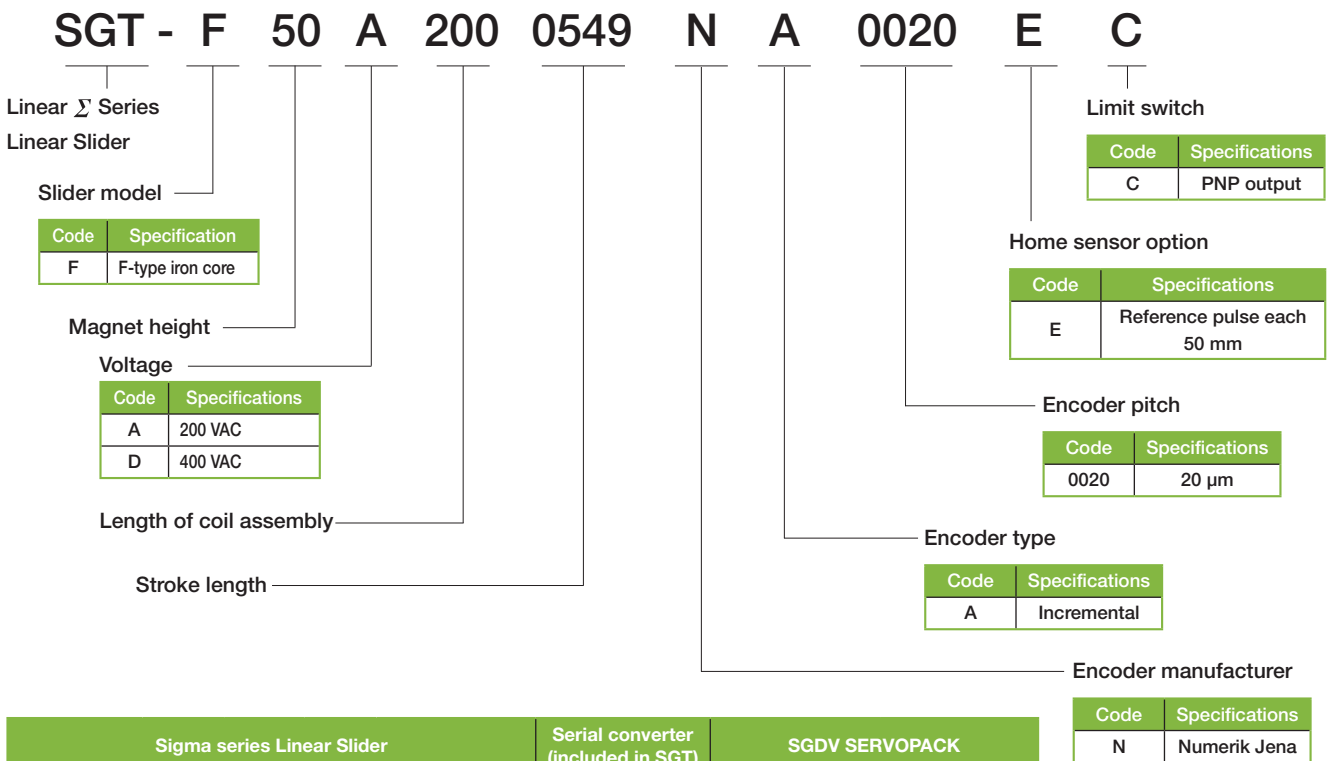 SGT - F 50 A 200 0549 N A 0020 E C
Linear Σ Series
Linear Slider
Slider model
Code Specification
F F-type iron core
Magnet height
Voltage
Code Specifications
A 200 VAC
D 400 VAC
Length of coil assembly
Stroke length
Limit switch
Code Specifications
C PNP output
Home sensor option
Code Specifications
E Reference pulse each
50 mm
Encoder pitch
Code Specifications
0020 20 µm
Encoder type
Code Specifications
A Incremental
Encoder manufacturer
Code Specifications
N Numerik Jena
Sigma series Linear Slider
Serial converter
(included in SGT)
SGDV SERVOPACK